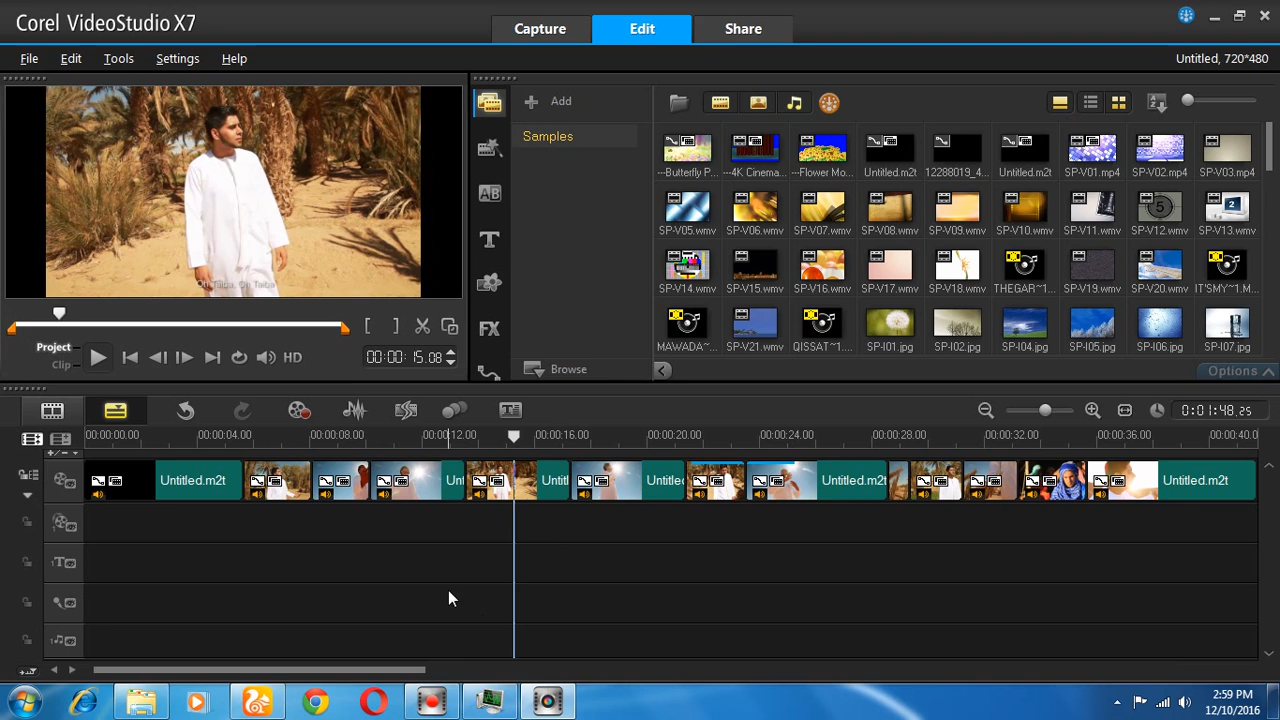 Corel VideoStudio X7
Capture
Edit
Share
File
Edit
Tools
Settings
Help
Untitled, 720*480
Oh Taiba, Oh Taiba
Project
Clip
HD
00:00: 15.08
Add
Samples
Browse
---Butterfly P...
---4K Cinema...
---Flower Mo...
Untitled.m2t
12288019_4...
Untitled.m2t
SP-V01.mp4
SP-V02.mp4
SP-V03.mp4
SP-V05.wmv
SP-V06.wmv
SP-V07.wmv
SP-V08.wmv
SP-V09.wmv
SP-V10.wmv
SP-V11.wmv
SP-V12.wmv
SP-V13.wmv
SP-V14.wmv
SP-V15.wmv
SP-V16.wmv
SP-V17.wmv
SP-V18.wmv
THEGAR~1...
SP-V19.wmv
SP-V20.wmv
IT'SMY~1.M...
MAWADA~...
SP-V21.wmv
QISSAT~1....
SP-I01.jpg
SP-I02.jpg
SP-I04.jpg
SP-I05.jpg
SP-I06.jpg
SP-I07.jpg
Options
0:01:48.25
00:00:00.00
00:00:04.00
00:00:08.00
00:00:12.00
00:00:16.00
00:00:20.00
00:00:24.00
00:00:28.00
00:00:32.00
00:00:36.00
00:00:40.0
Untitled.m2t
Unt
Untitl
Untitled
Untitled.m2t
Untitled.m2t
2:59 PM
12/10/2016